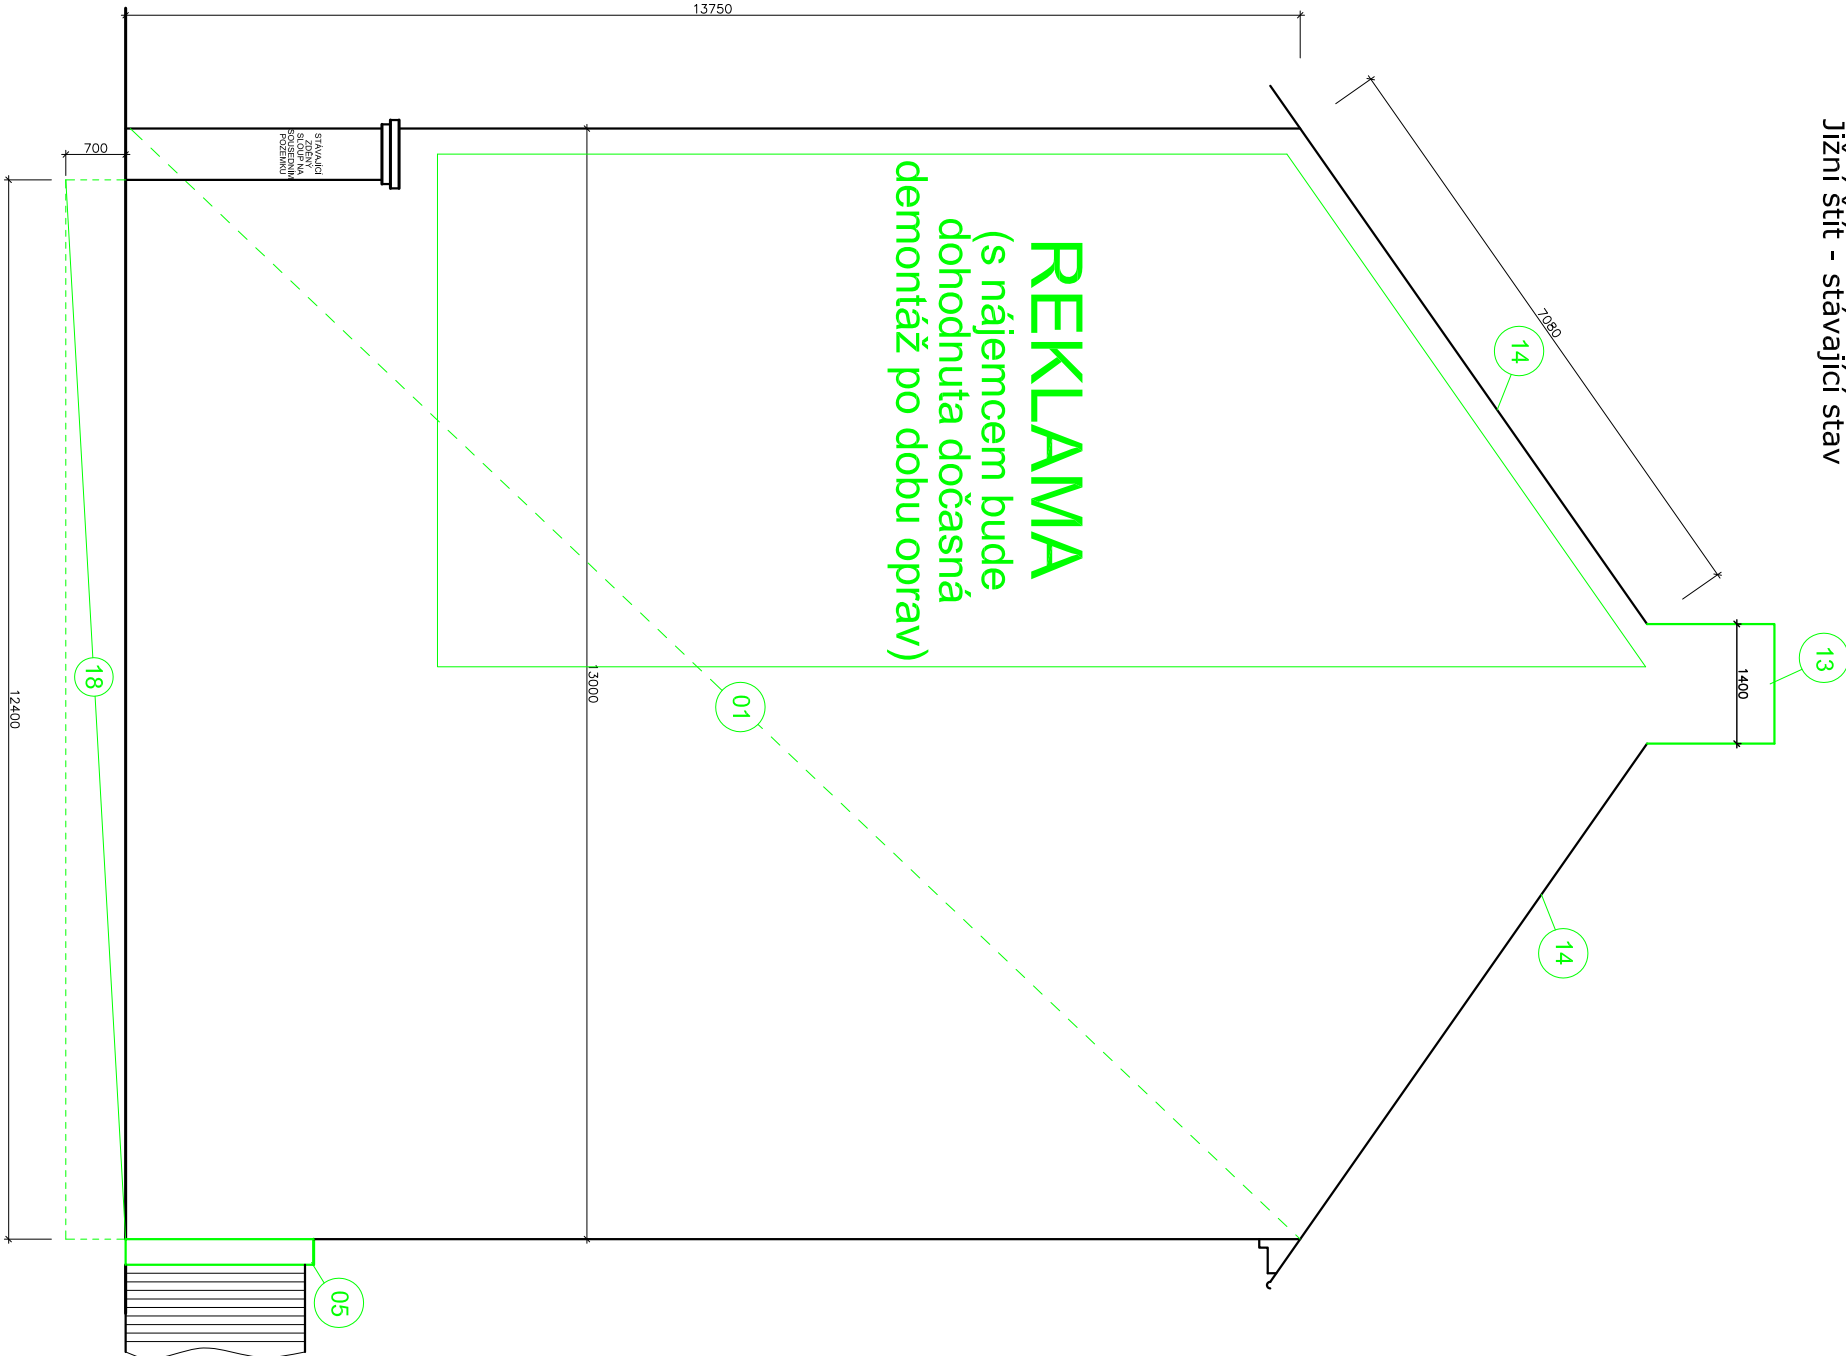 Jižní štít - stávající stav
13750
7080
14
13
1400
14
REKLAMA
(s nájemcem bude
dohodnuta dočasná
demontáž po dobu oprav)
STÁVAJÍCÍ
ZDĚNÝ
SLOUP NA
SOUSEDNÍM
POZEMKU
700
13000
01
18
12400
05